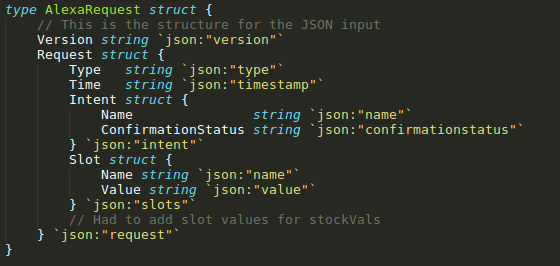 type AlexaRequest struct {
    // This is the structure for the JSON input
    Version string `json:"version"`
    Request struct {
        Type   string `json:"type"`
        Time   string `json:"timestamp"`
        Intent struct {
            Name               string `json:"name"`
            ConfirmationStatus string `json:"confirmationstatus"`
        } `json:"intent"`
        Slot struct {
            Name string `json:"name"`
            Value string `json:"value"`
        } `json:"slots"`
        // Had to add slot values for stockVals
    } `json:"request"`
}